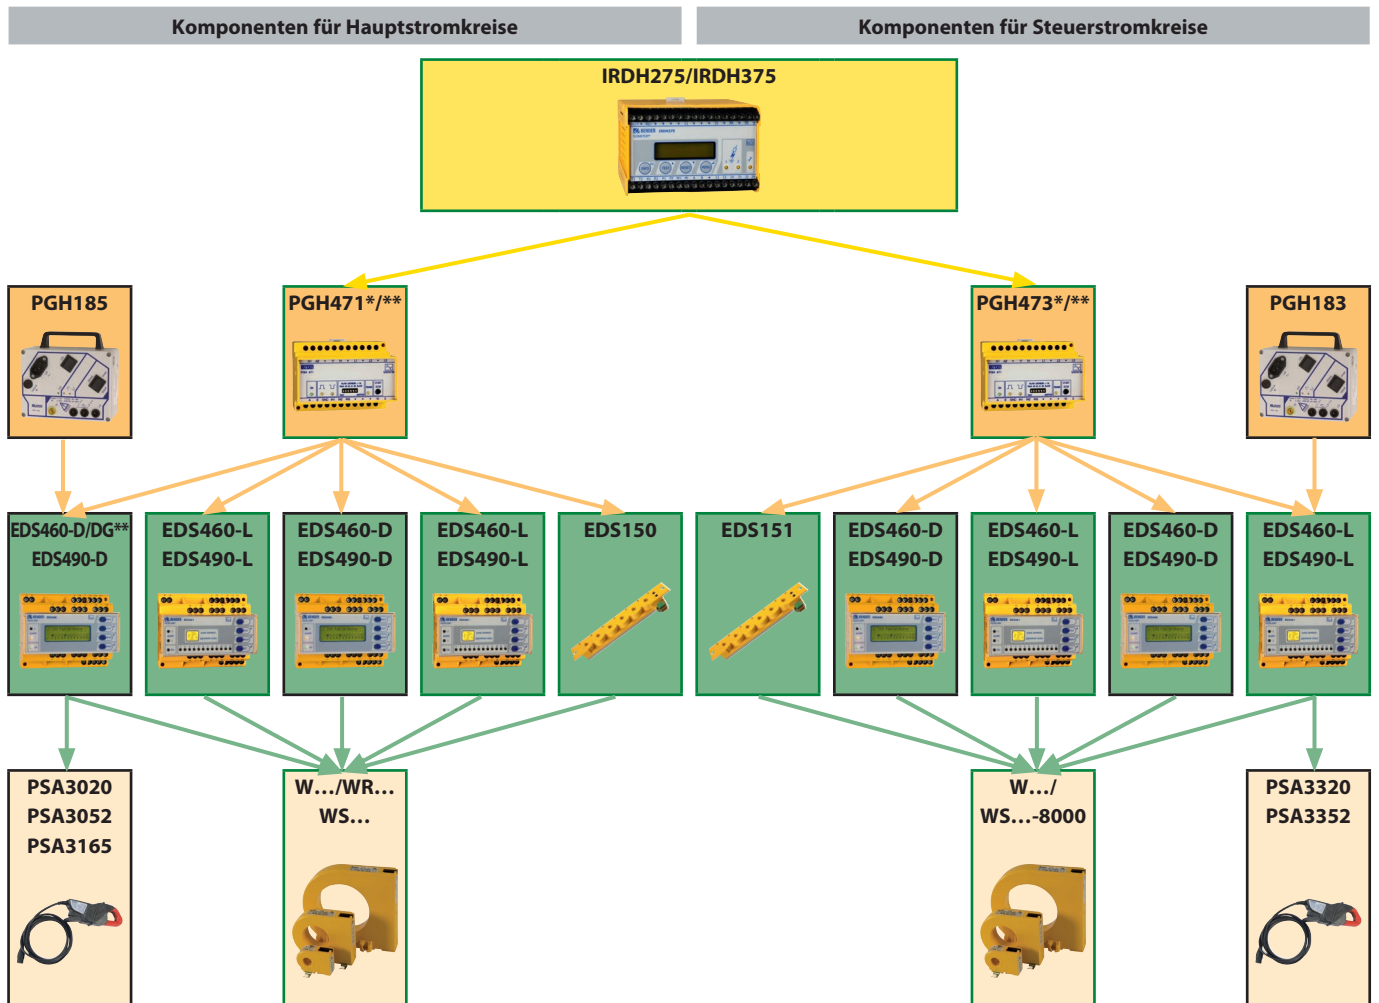 Komponenten für Hauptstromkreise
Komponenten für Steuerstromkreise
IRDH275/IRDH375
PGH185
PGH471*/**
PGH473*/**
PGH183
EDS460-D/DG**
EDS490-D
EDS460-L
EDS490-L
EDS460-D
EDS490-D
EDS460-L
EDS490-L
EDS150
EDS151
EDS460-D
EDS490-D
EDS460-L
EDS490-L
EDS460-D
EDS490-D
EDS460-L
EDS490-L
PSA3020
PSA3052
PSA3165
W…/WR…
WS…
W…/
WS…-8000
PSA3320
PSA3352